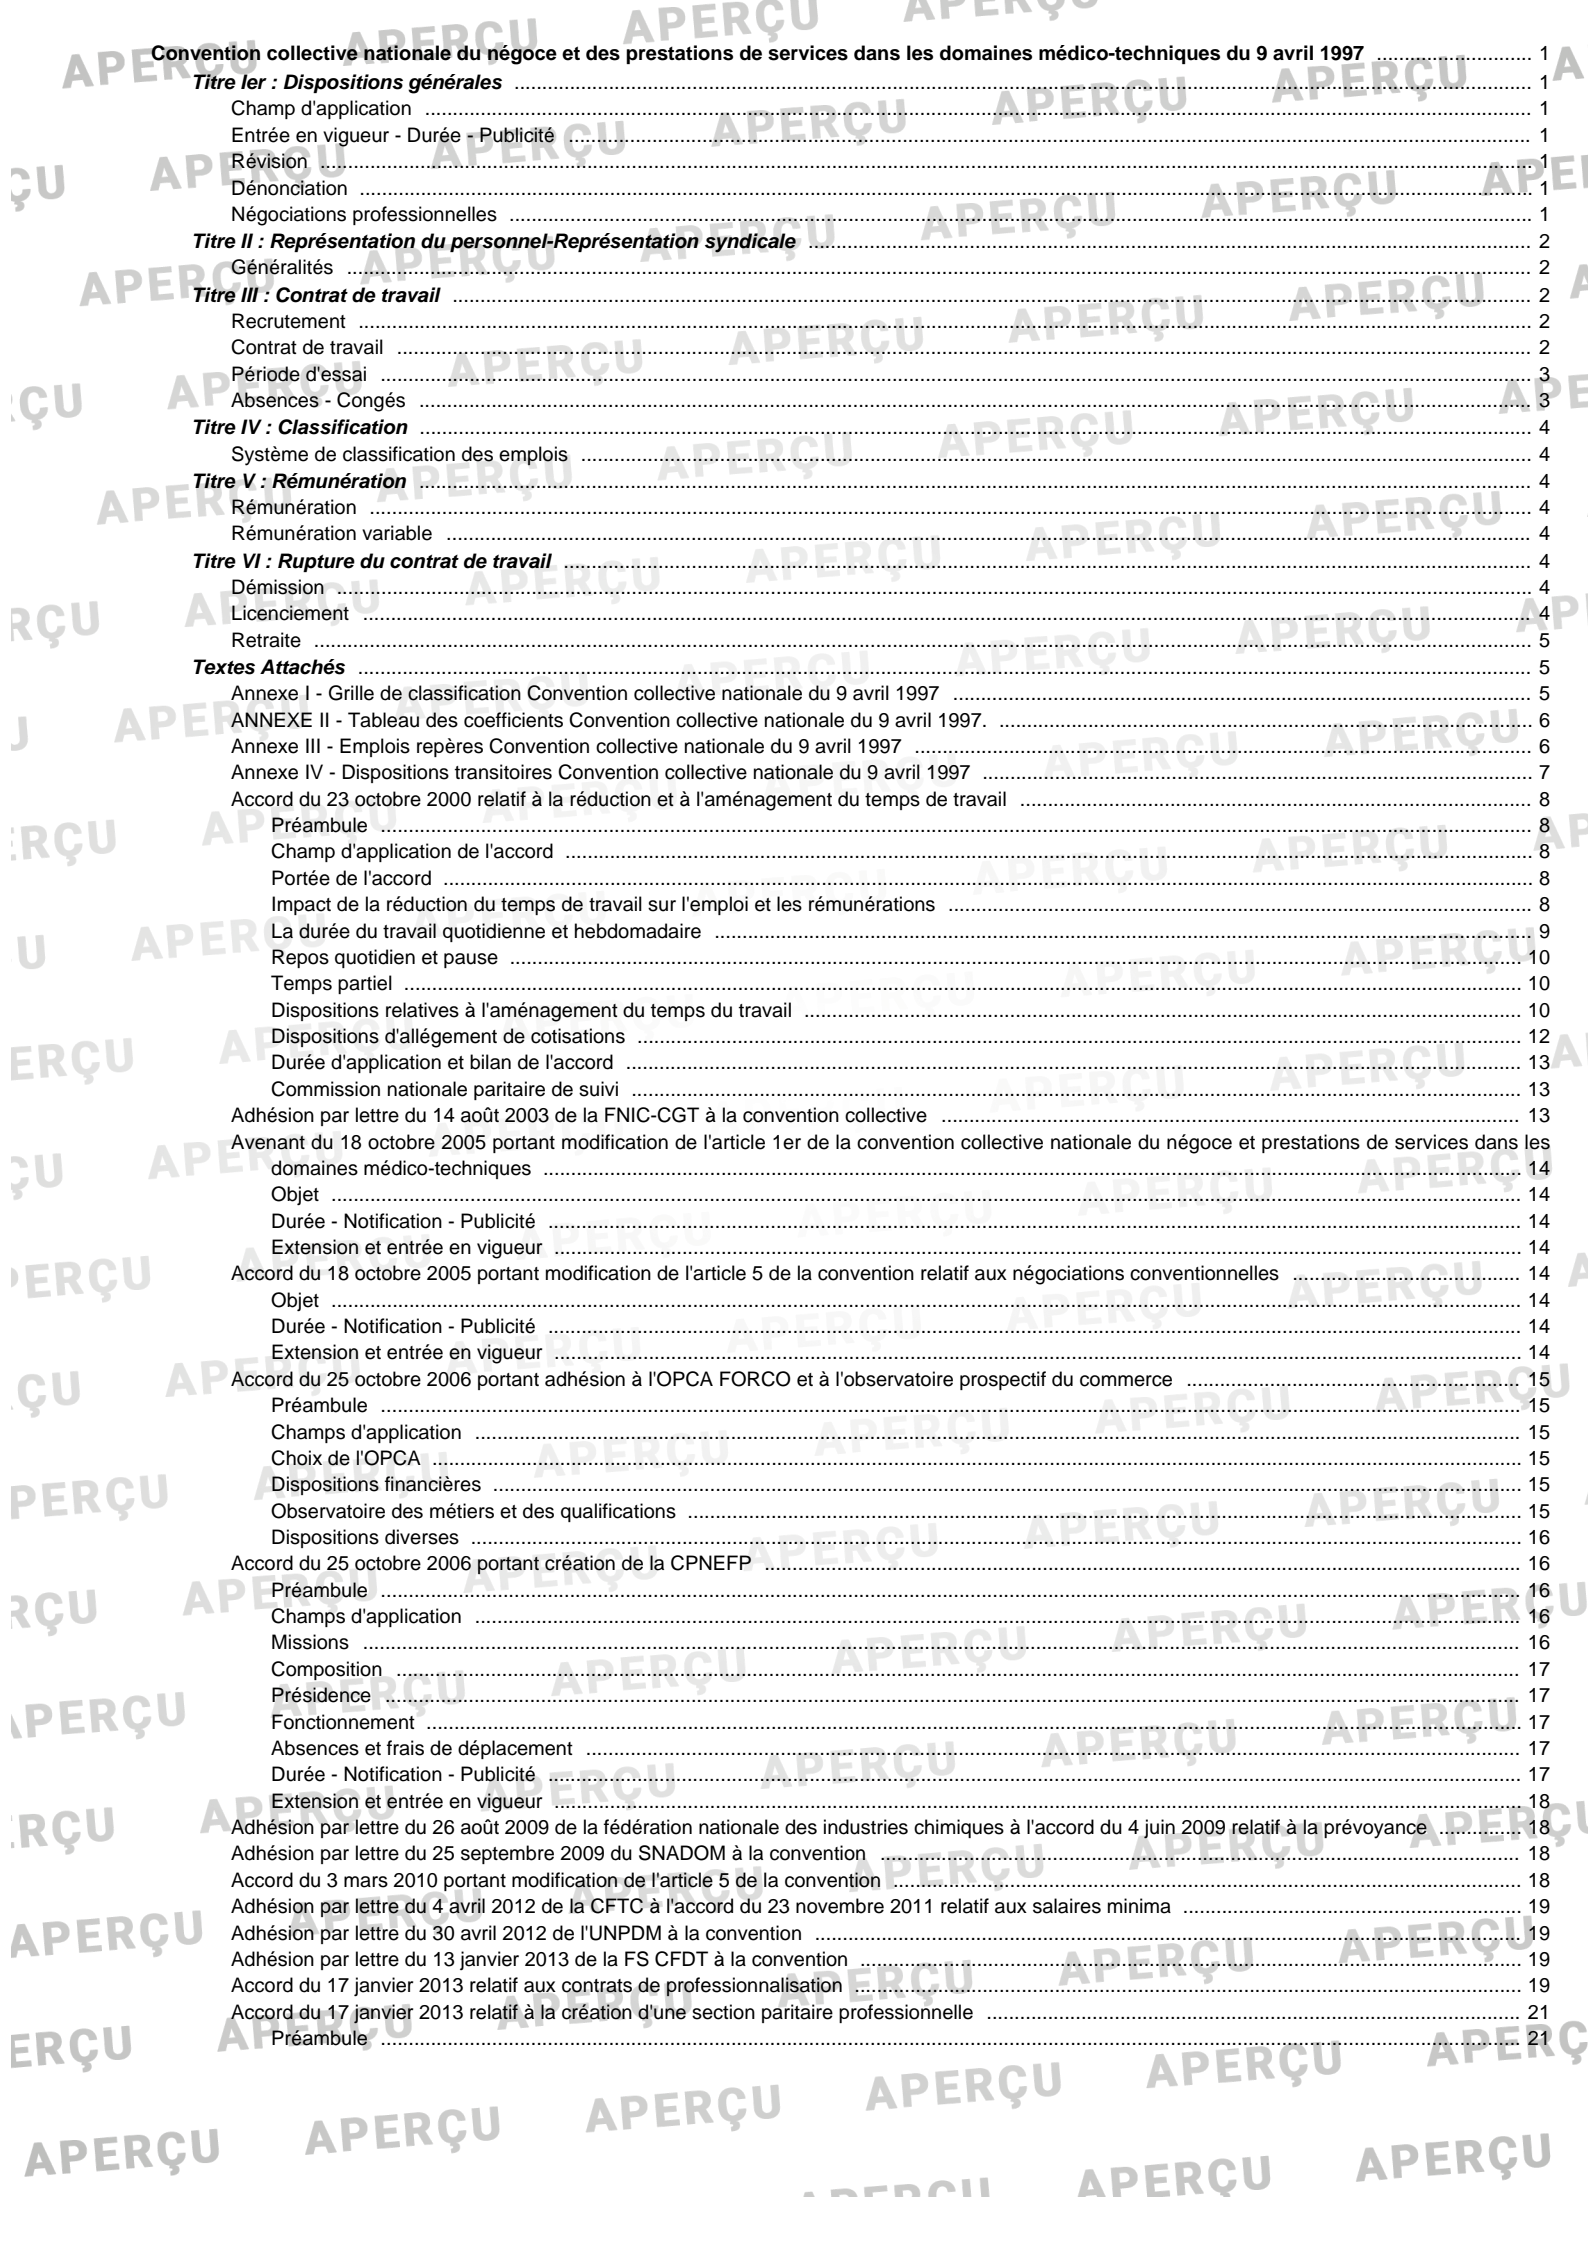 Convention collective nationale du négoce et des prestations de services dans les domaines médico-techniques du 9 avril 1997 ............................ 1
Titre Ier : Dispositions générales ............................ 1
Champ d'application ............................ 1
Entrée en vigueur - Durée - Publicité ............................ 1
Révision ............................ 1
Dénonciation ............................ 1
Négociations professionnelles ............................ 1
Titre II : Représentation du personnel-Représentation syndicale ............................ 2
Généralités ............................ 2
Titre III : Contrat de travail ............................ 2
Recrutement ............................ 2
Contrat de travail ............................ 2
Période d'essai ............................ 3
Absences - Congés ............................ 3
Titre IV : Classification ............................ 4
Système de classification des emplois ............................ 4
Titre V : Rémunération ............................ 4
Rémunération ............................ 4
Rémunération variable ............................ 4
Titre VI : Rupture du contrat de travail ............................ 4
Démission ............................ 4
Licenciement ............................ 4
Retraite ............................ 5
Textes Attachés ............................ 5
Annexe I - Grille de classification Convention collective nationale du 9 avril 1997 ............................ 5
ANNEXE II - Tableau des coefficients Convention collective nationale du 9 avril 1997. ............................ 6
Annexe III - Emplois repères Convention collective nationale du 9 avril 1997 ............................ 6
Annexe IV - Dispositions transitoires Convention collective nationale du 9 avril 1997 ............................ 7
Accord du 23 octobre 2000 relatif à la réduction et à l'aménagement du temps de travail ............................ 8
Préambule ............................ 8
Champ d'application de l'accord ............................ 8
Portée de l'accord ............................ 8
Impact de la réduction du temps de travail sur l'emploi et les rémunérations ............................ 8
La durée du travail quotidienne et hebdomadaire ............................ 9
Repos quotidien et pause ............................ 10
Temps partiel ............................ 10
Dispositions relatives à l'aménagement du temps du travail ............................ 10
Dispositions d'allégement de cotisations ............................ 12
Durée d'application et bilan de l'accord ............................ 13
Commission nationale paritaire de suivi ............................ 13
Adhésion par lettre du 14 août 2003 de la FNIC-CGT à la convention collective ............................ 13
Avenant du 18 octobre 2005 portant modification de l'article 1er de la convention collective nationale du négoce et prestations de services dans les
domaines médico-techniques ............................ 14
Objet ............................ 14
Durée - Notification - Publicité ............................ 14
Extension et entrée en vigueur ............................ 14
Accord du 18 octobre 2005 portant modification de l'article 5 de la convention relatif aux négociations conventionnelles ............................ 14
Objet ............................ 14
Durée - Notification - Publicité ............................ 14
Extension et entrée en vigueur ............................ 14
Accord du 25 octobre 2006 portant adhésion à l'OPCA FORCO et à l'observatoire prospectif du commerce ............................ 15
Préambule ............................ 15
Champs d'application ............................ 15
Choix de l'OPCA ............................ 15
Dispositions financières ............................ 15
Observatoire des métiers et des qualifications ............................ 15
Dispositions diverses ............................ 16
Accord du 25 octobre 2006 portant création de la CPNEFP ............................ 16
Préambule ............................ 16
Champs d'application ............................ 16
Missions ............................ 16
Composition ............................ 17
Présidence ............................ 17
Fonctionnement ............................ 17
Absences et frais de déplacement ............................ 17
Durée - Notification - Publicité ............................ 17
Extension et entrée en vigueur ............................ 18
Adhésion par lettre du 26 août 2009 de la fédération nationale des industries chimiques à l'accord du 4 juin 2009 relatif à la prévoyance ............................ 18
Adhésion par lettre du 25 septembre 2009 du SNADOM à la convention ............................ 18
Accord du 3 mars 2010 portant modification de l'article 5 de la convention ............................ 18
Adhésion par lettre du 4 avril 2012 de la CFTC à l'accord du 23 novembre 2011 relatif aux salaires minima ............................ 19
Adhésion par lettre du 30 avril 2012 de l'UNPDM à la convention ............................ 19
Adhésion par lettre du 13 janvier 2013 de la FS CFDT à la convention ............................ 19
Accord du 17 janvier 2013 relatif aux contrats de professionnalisation ............................ 19
Accord du 17 janvier 2013 relatif à la création d'une section paritaire professionnelle ............................ 21
Préambule ............................ 21
APERÇU